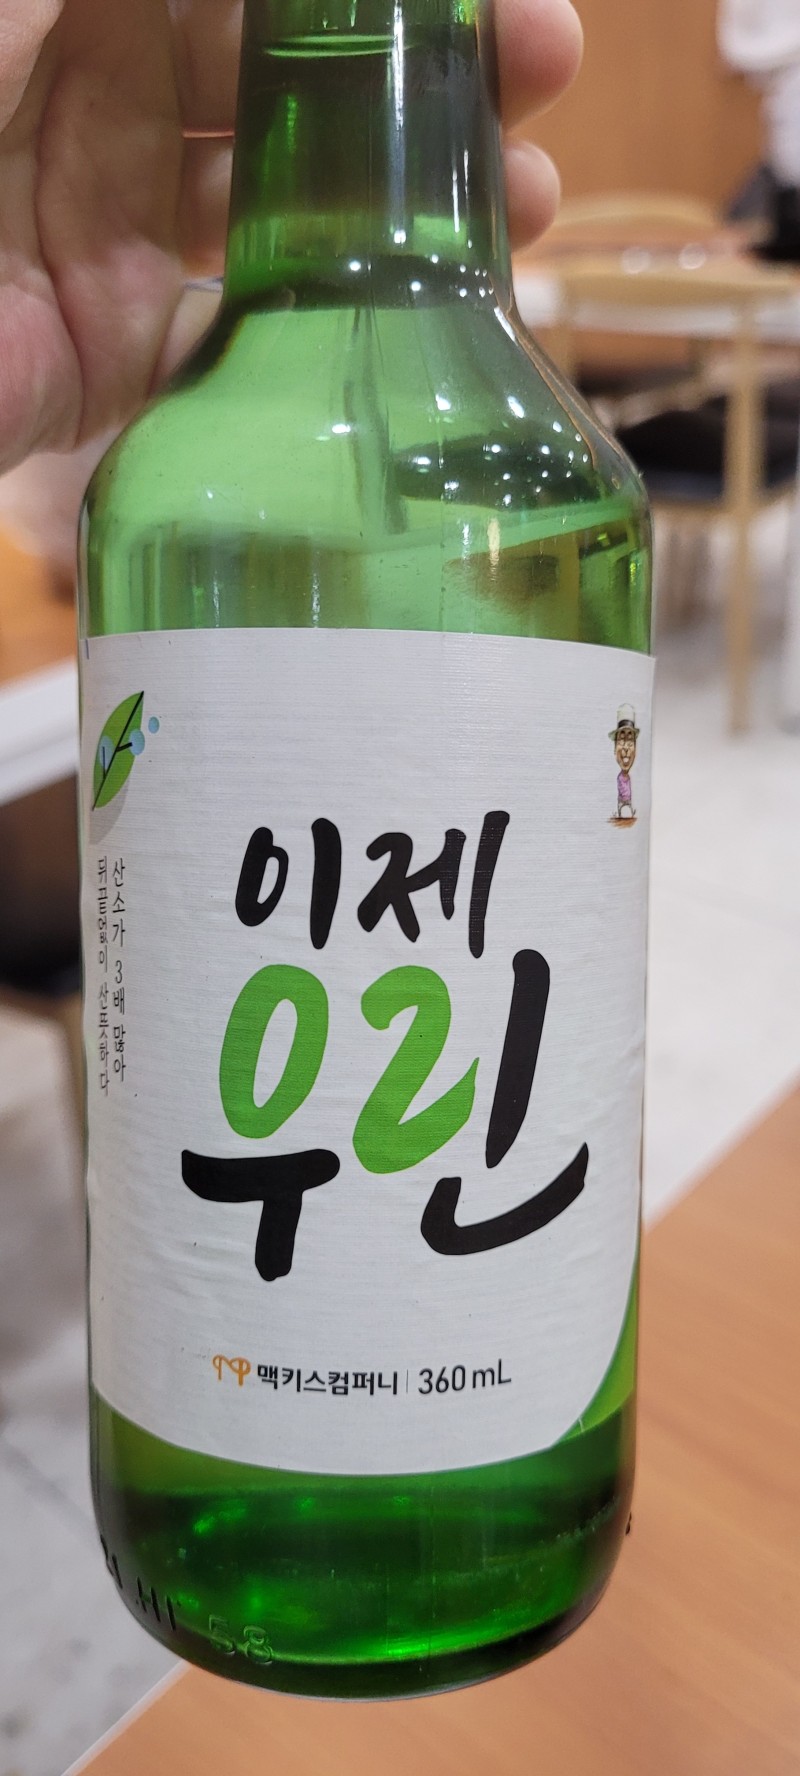 산소가 3배 많아
뒤끝없이 산뜻하다
이제
우린
맥키스컴퍼니 | 360mL
58